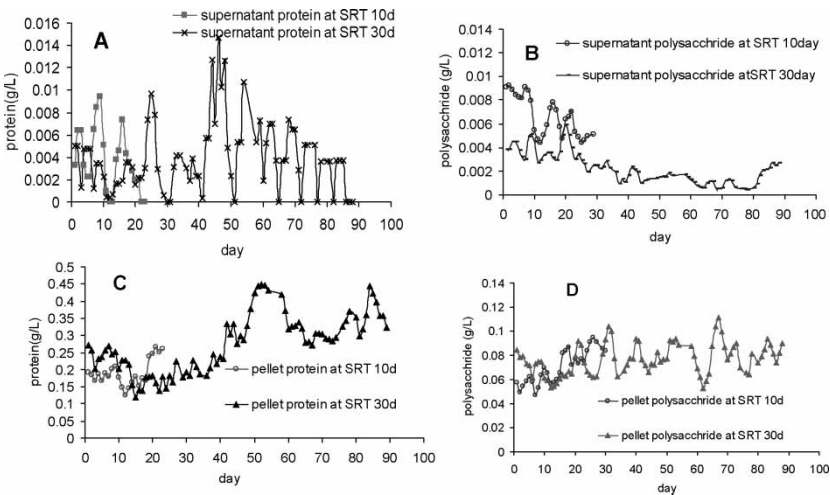 A
supernatant protein at SRT 10d
supernatant protein at SRT 30d
protein(g/L)
0.016
0.014
0.012
0.01
0.008
0.006
0.004
0.002
0
0 10 20 30 40 50 60 70 80 90 100
day
B
supernatant polysacchride at SRT 10day
supernatant polysacchride atSRT 30day
polysacchride (g/L)
0.014
0.012
0.01
0.008
0.006
0.004
0.002
0
0 10 20 30 40 50 60 70 80 90 100
day
C
pellet protein at SRT 10d
pellet protein at SRT 30d
protein(g/L)
0.5
0.45
0.4
0.35
0.3
0.25
0.2
0.15
0.1
0.05
0
0 10 20 30 40 50 60 70 80 90 100
day
D
pellet polysacchride at SRT 10d
pellet polysacchride at SRT 30d
polysacchride (g/L)
0.14
0.12
0.1
0.08
0.06
0.04
0.02
0
0 10 20 30 40 50 60 70 80 90 100
day